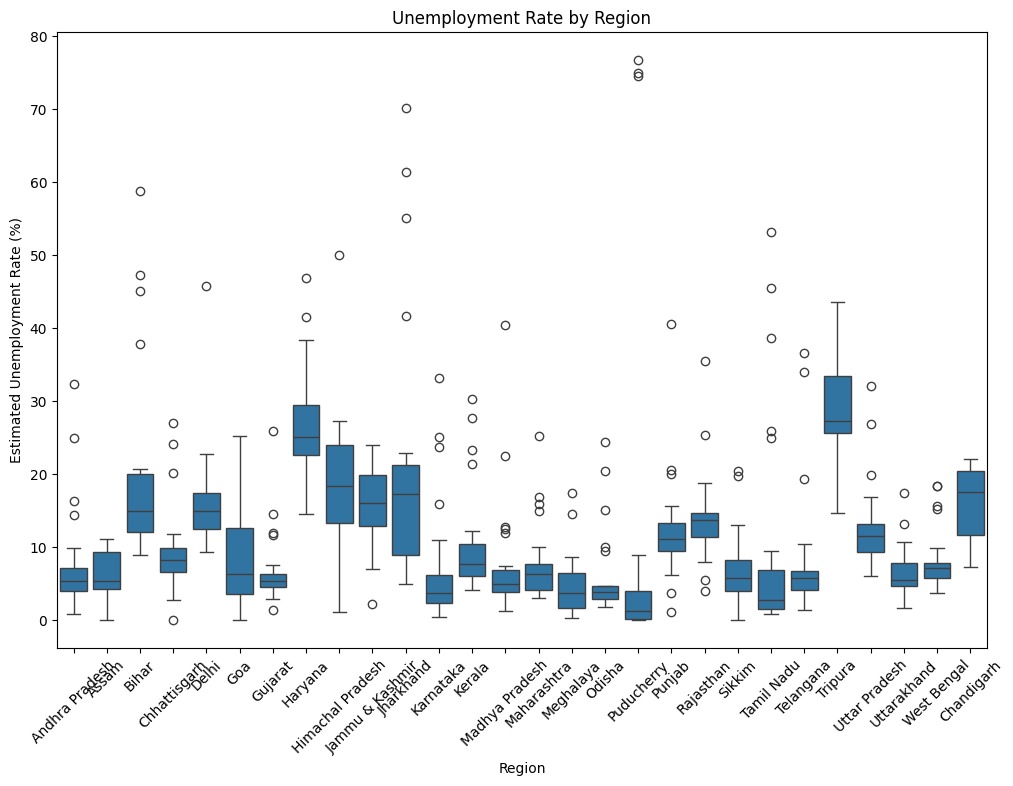 Unemployment Rate by Region
Estimated Unemployment Rate (%)
80
70
60
50
40
30
20
10
0
Andhra Pradesh
Assam
Bihar
Chhattisgarh
Delhi
Goa
Gujarat
Haryana
Himachal Pradesh
Jammu & Kashmir
Jharkhand
Karnataka
Kerala
Madhya Pradesh
Maharashtra
Meghalaya
Odisha
Puducherry
Punjab
Rajasthan
Sikkim
Tamil Nadu
Telangana
Tripura
Uttar Pradesh
Uttarakhand
West Bengal
Chandigarh
Region